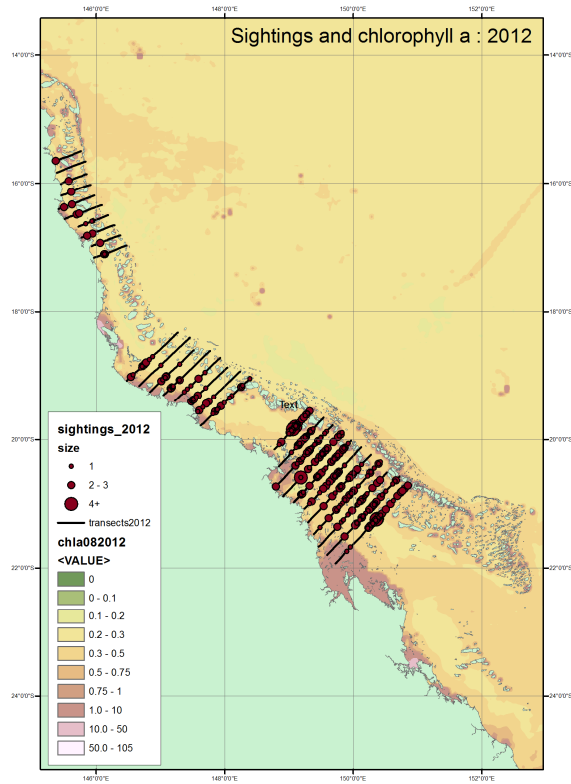 146°0'0"E 148°0'0"E 150°0'0"E 152°0'0"E
Sightings and chlorophyll a : 2012
14°0'0"S 14°0'0"S
16°0'0"S 16°0'0"S
18°0'0"S 18°0'0"S
Text
20°0'0"S 20°0'0"S
22°0'0"S 22°0'0"S
24°0'0"S 24°0'0"S
sightings_2012
size
1
2 - 3
4+
transects2012
chla082012
<VALUE>
0
0 - 0.1
0.1 - 0.2
0.2 - 0.3
0.3 - 0.5
0.5 - 0.75
0.75 - 1
1.0 - 10
10.0 - 50
50.0 - 105
146°0'0"E 148°0'0"E 150°0'0"E 152°0'0"E